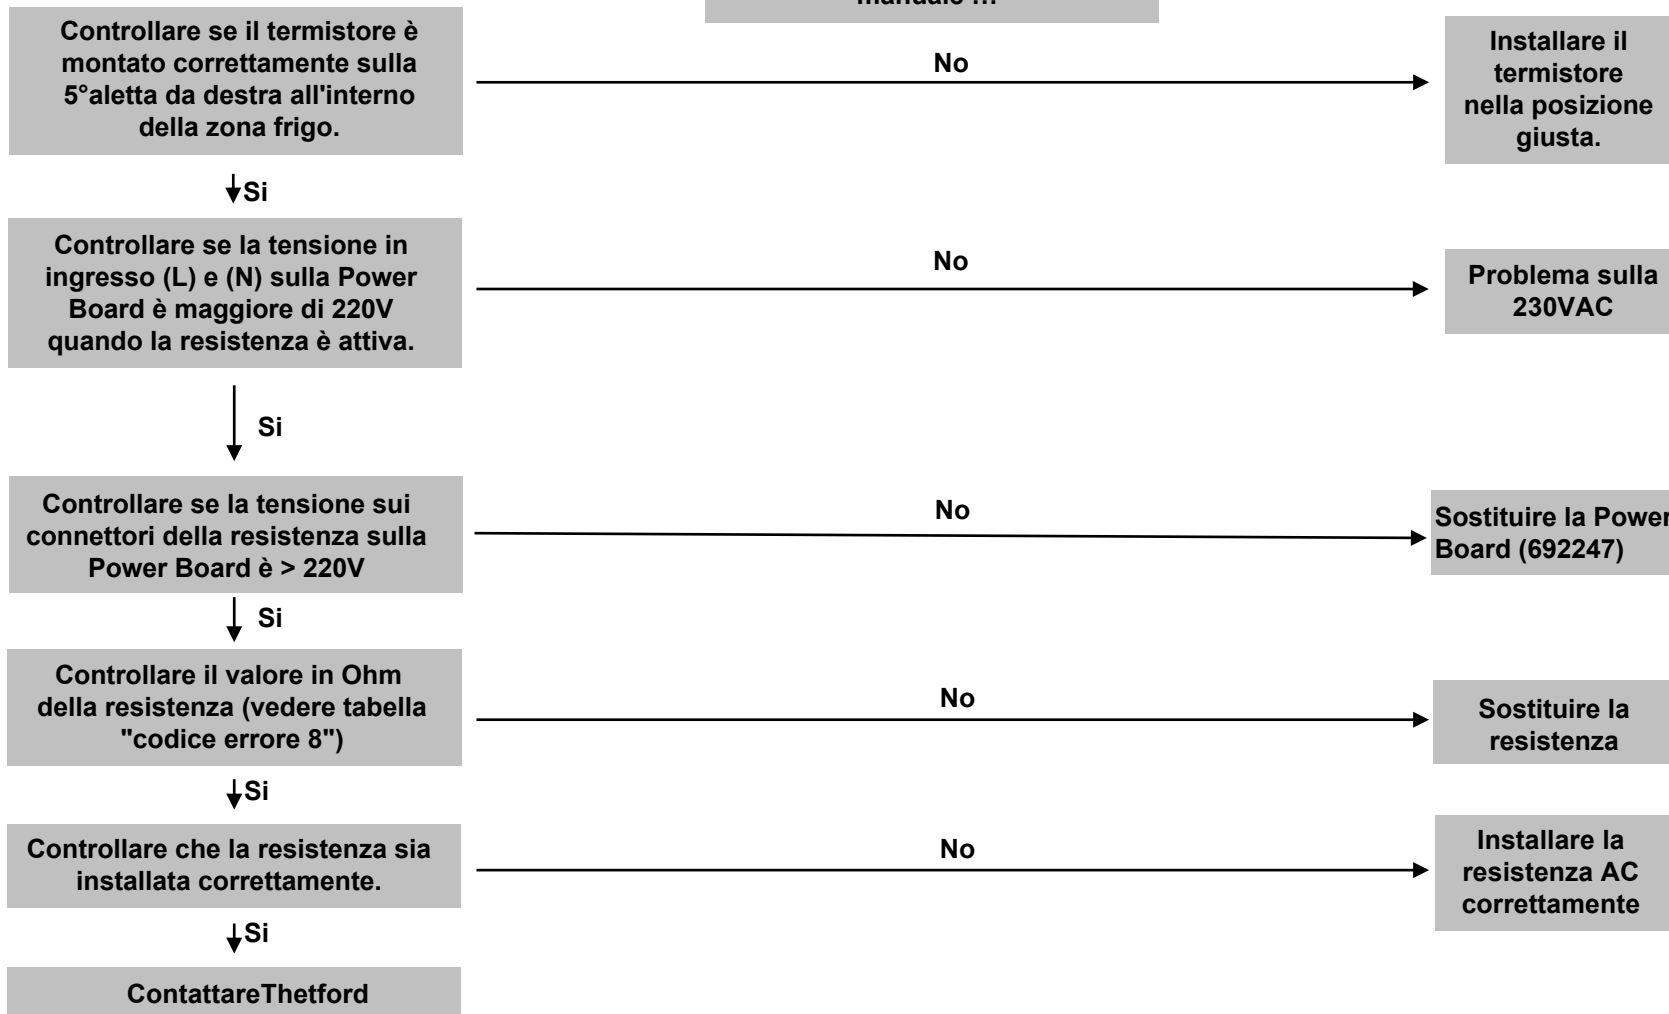 manuale ...
Controllare se il termistore è
montato correttamente sulla
5°aletta da destra all'interno
della zona frigo.
No
Installare il
termistore
nella posizione
giusta.
Si
Controllare se la tensione in
ingresso (L) e (N) sulla Power
Board è maggiore di 220V
quando la resistenza è attiva.
No
Problema sulla
230VAC
Si
Controllare se la tensione sui
connettori della resistenza sulla
Power Board è > 220V
No
Sostituire la Power
Board (692247)
Si
Controllare il valore in Ohm
della resistenza (vedere tabella
"codice errore 8")
No
Sostituire la
resistenza
Si
Controllare che la resistenza sia
installata correttamente.
No
Installare la
resistenza AC
correttamente
Si
ContattareThetford